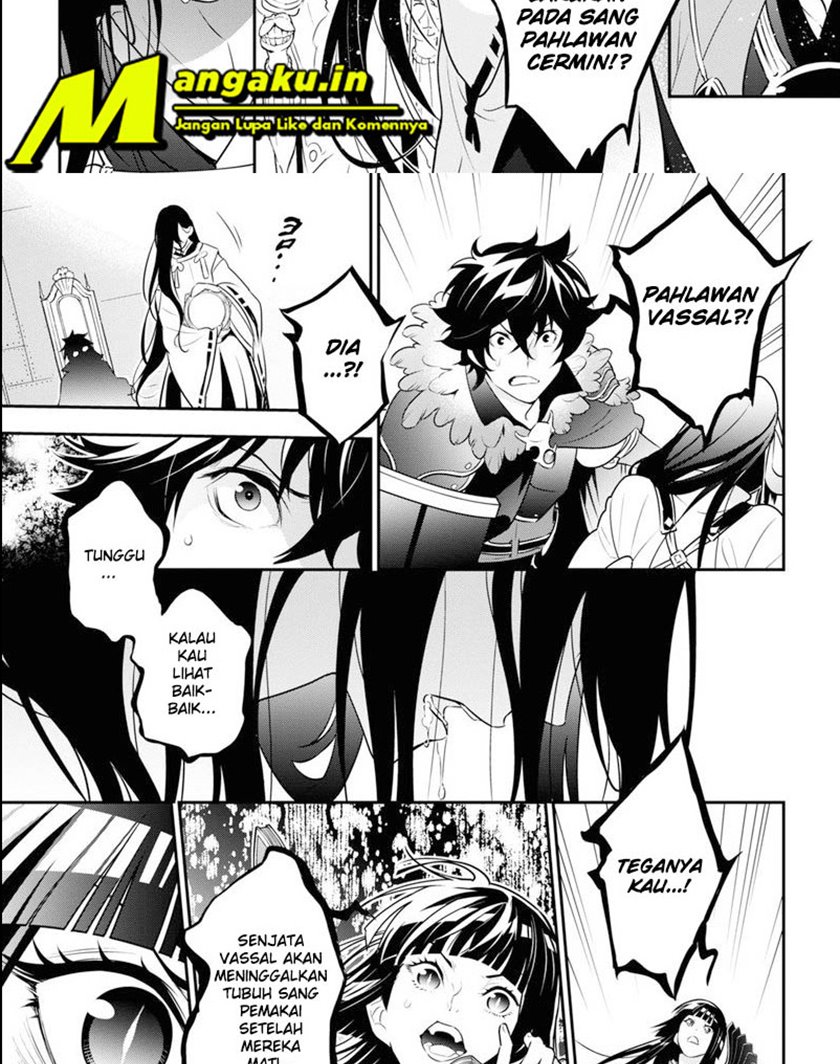 PADA SANG
PAHLAWAN
CERMIN!?
Mangaku.in
Jangan Lupa Like dan Komennya
PAHLAWAN
VASSAL?!
DIA
...?!
TUNGGU
...
KALAU
KAU
LIHAT
BAIK-
BAIK...
TEGANYA
KAU...!
SENJATA
VASSAL AKAN
MENINGGALKAN
TUBUH SANG
PEMAKAI
SETELAH
MEREKA